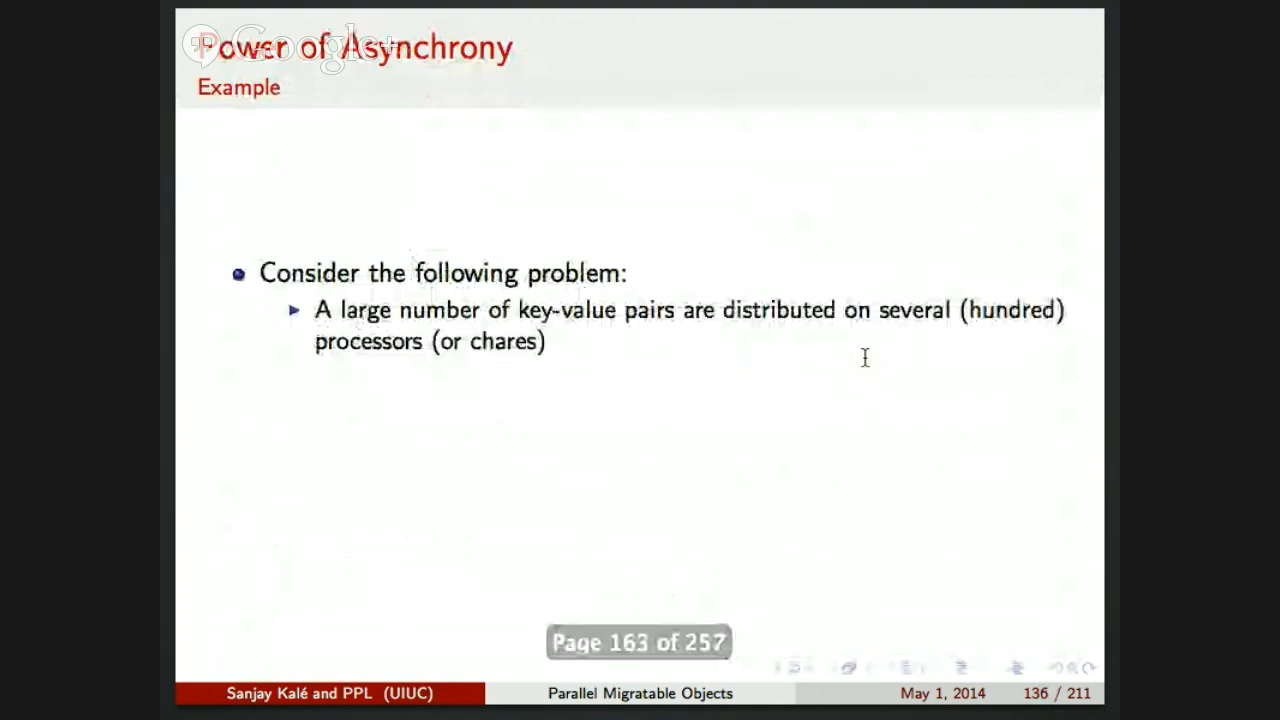 Power of Asynchrony
Google+
Example
Consider the following problem:
A large number of key-value pairs are distributed on several (hundred)
processors (or chares)
Page 163 of 257
Sanjay Kalé and PPL (UIUC) Parallel Migratable Objects May 1, 2014 136 / 211